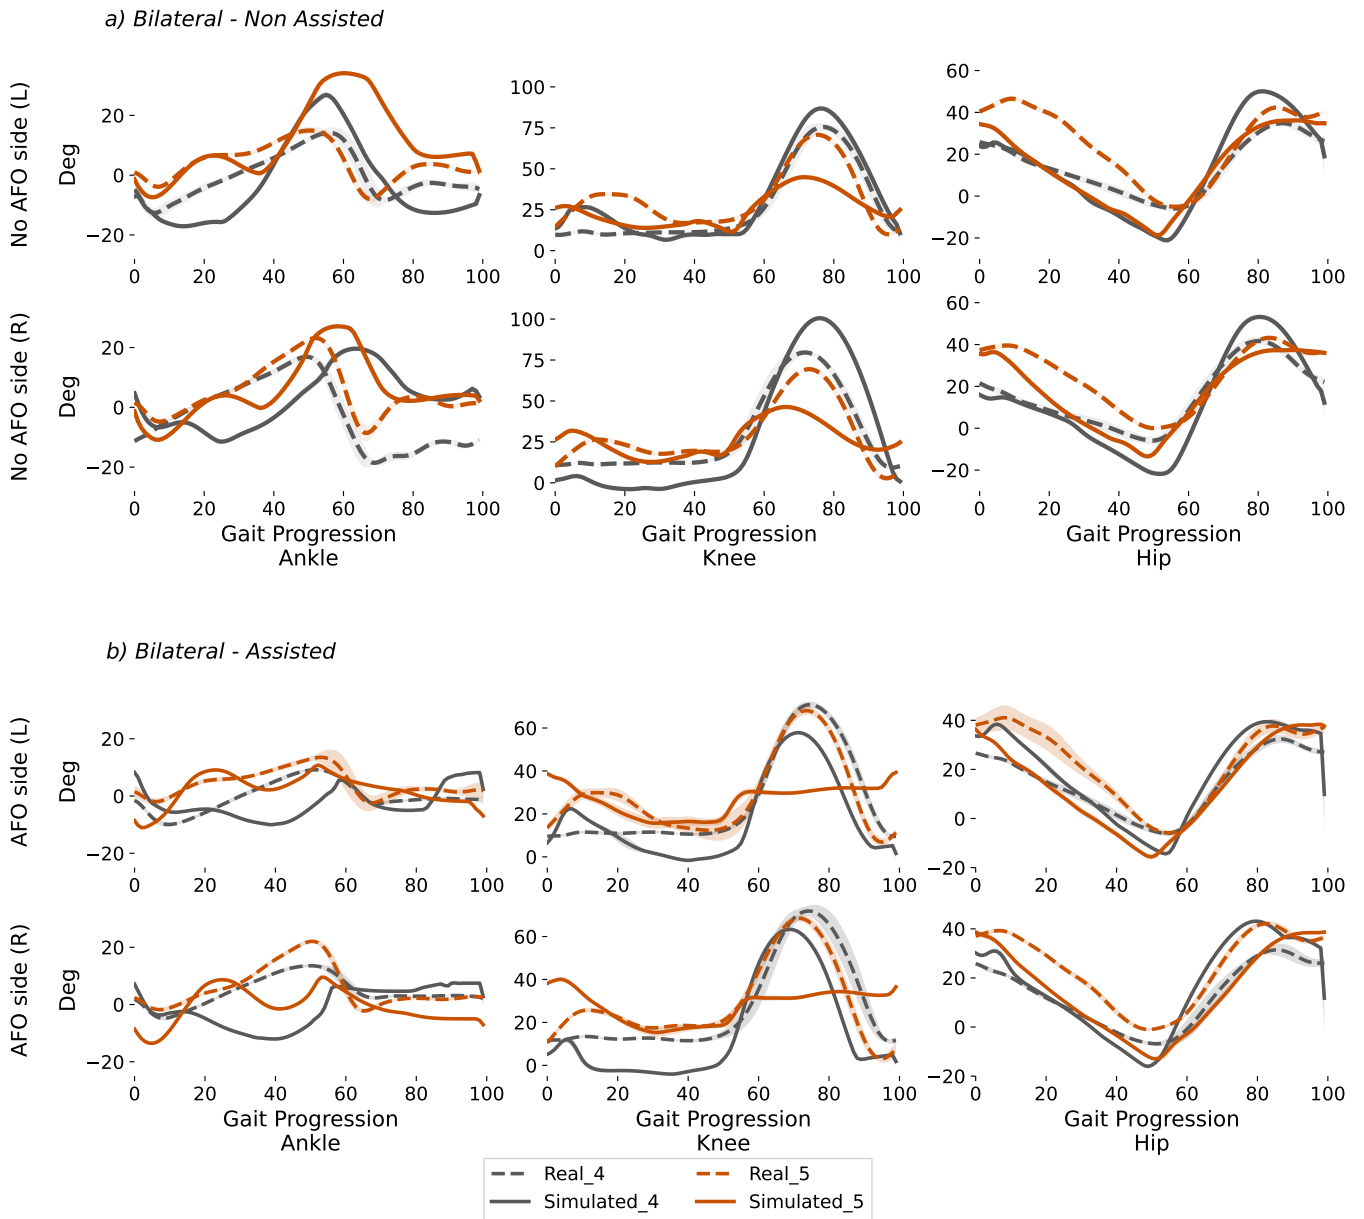 a) Bilateral - Non Assisted
No AFO side (L)
Deg
20
0
−20
0 20 40 60 80 100
100
75
50
25
0
0 20 40 60 80 100
60
40
20
0
−20
0 20 40 60 80 100
No AFO side (R)
Deg
20
0
−20
0 20 40 60 80 100
Gait Progression
Ankle
100
75
50
25
0
0 20 40 60 80 100
Gait Progression
Knee
60
40
20
0
−20
0 20 40 60 80 100
Gait Progression
Hip
b) Bilateral - Assisted
AFO side (L)
Deg
20
0
−20
0 20 40 60 80 100
60
40
20
0
0 20 40 60 80 100
40
20
0
−20
0 20 40 60 80 100
AFO side (R)
Deg
20
0
−20
0 20 40 60 80 100
Gait Progression
Ankle
60
40
20
0
0 20 40 60 80 100
Gait Progression
Knee
40
20
0
−20
0 20 40 60 80 100
Gait Progression
Hip
Real_4 Real_5
Simulated_4 Simulated_5